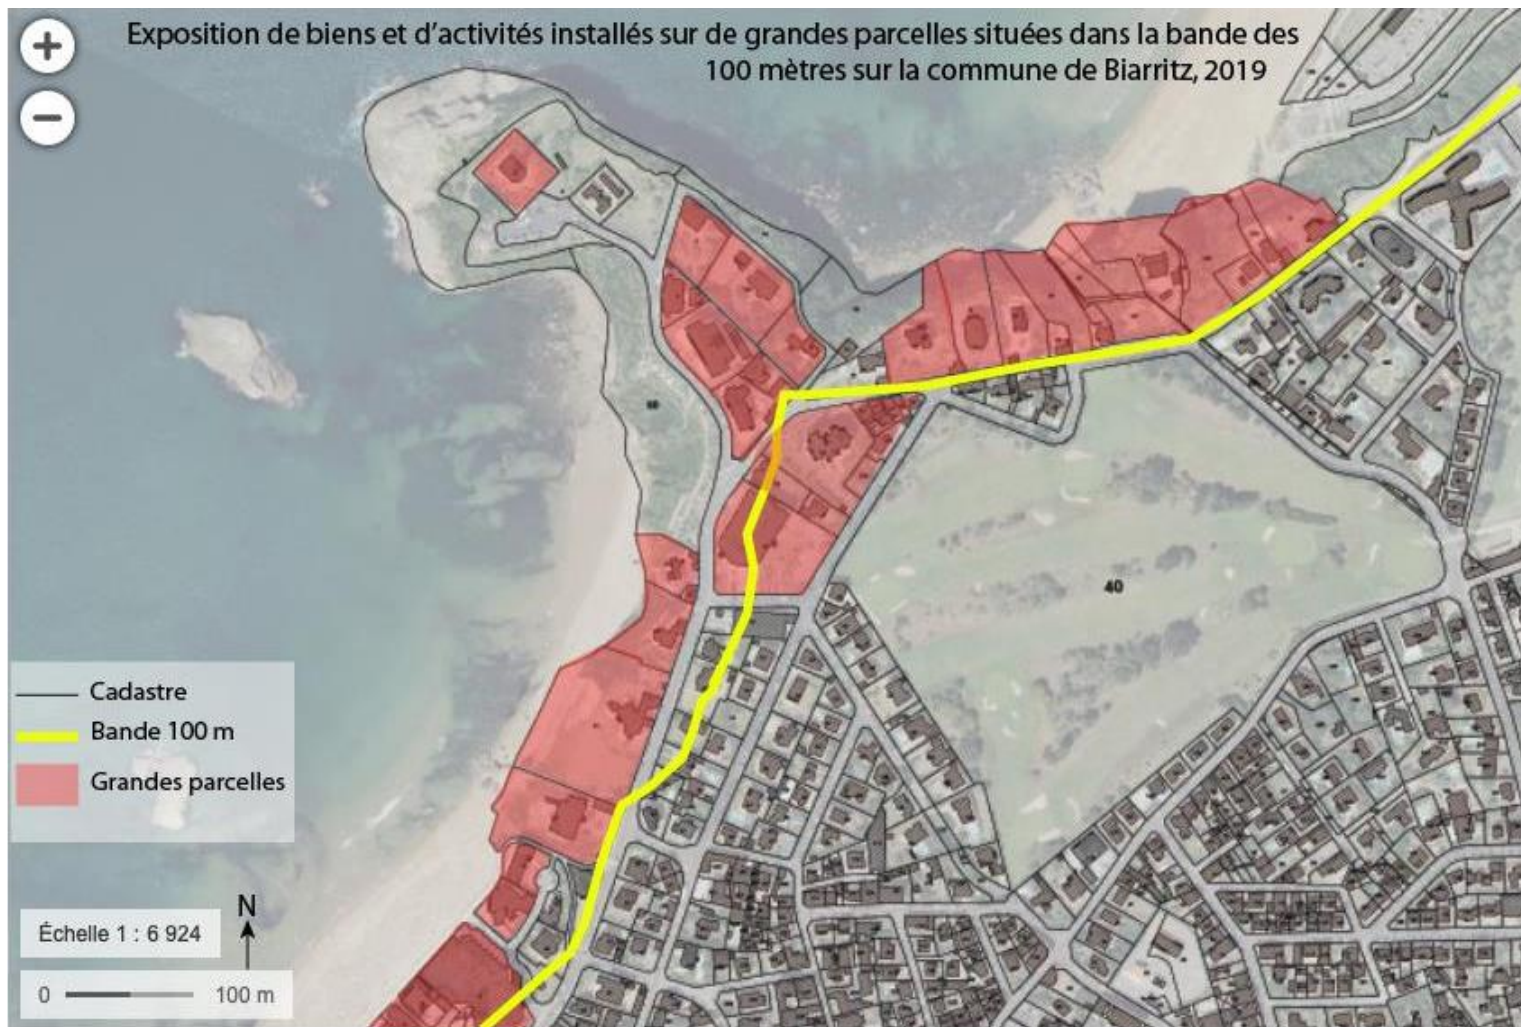 Exposition de biens et d’activités installés sur de grandes parcelles situées dans la bande des
100 mètres sur la commune de Biarritz, 2019
40
Cadastre
Bande 100 m
Grandes parcelles
Échelle 1 : 6 924
N
0 100 m